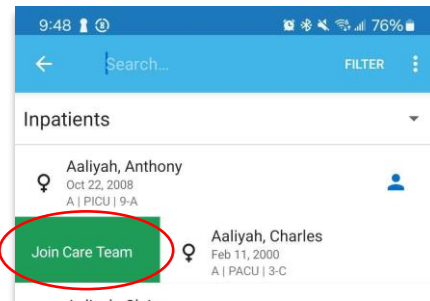 9:48 76%
Search... FILTER
Inpatients
Aaliyah, Anthony
Oct 22, 2008
A | PICU | 9-A
Join Care Team
Aaliyah, Charles
Feb 11, 2000
A | PACU | 3-C